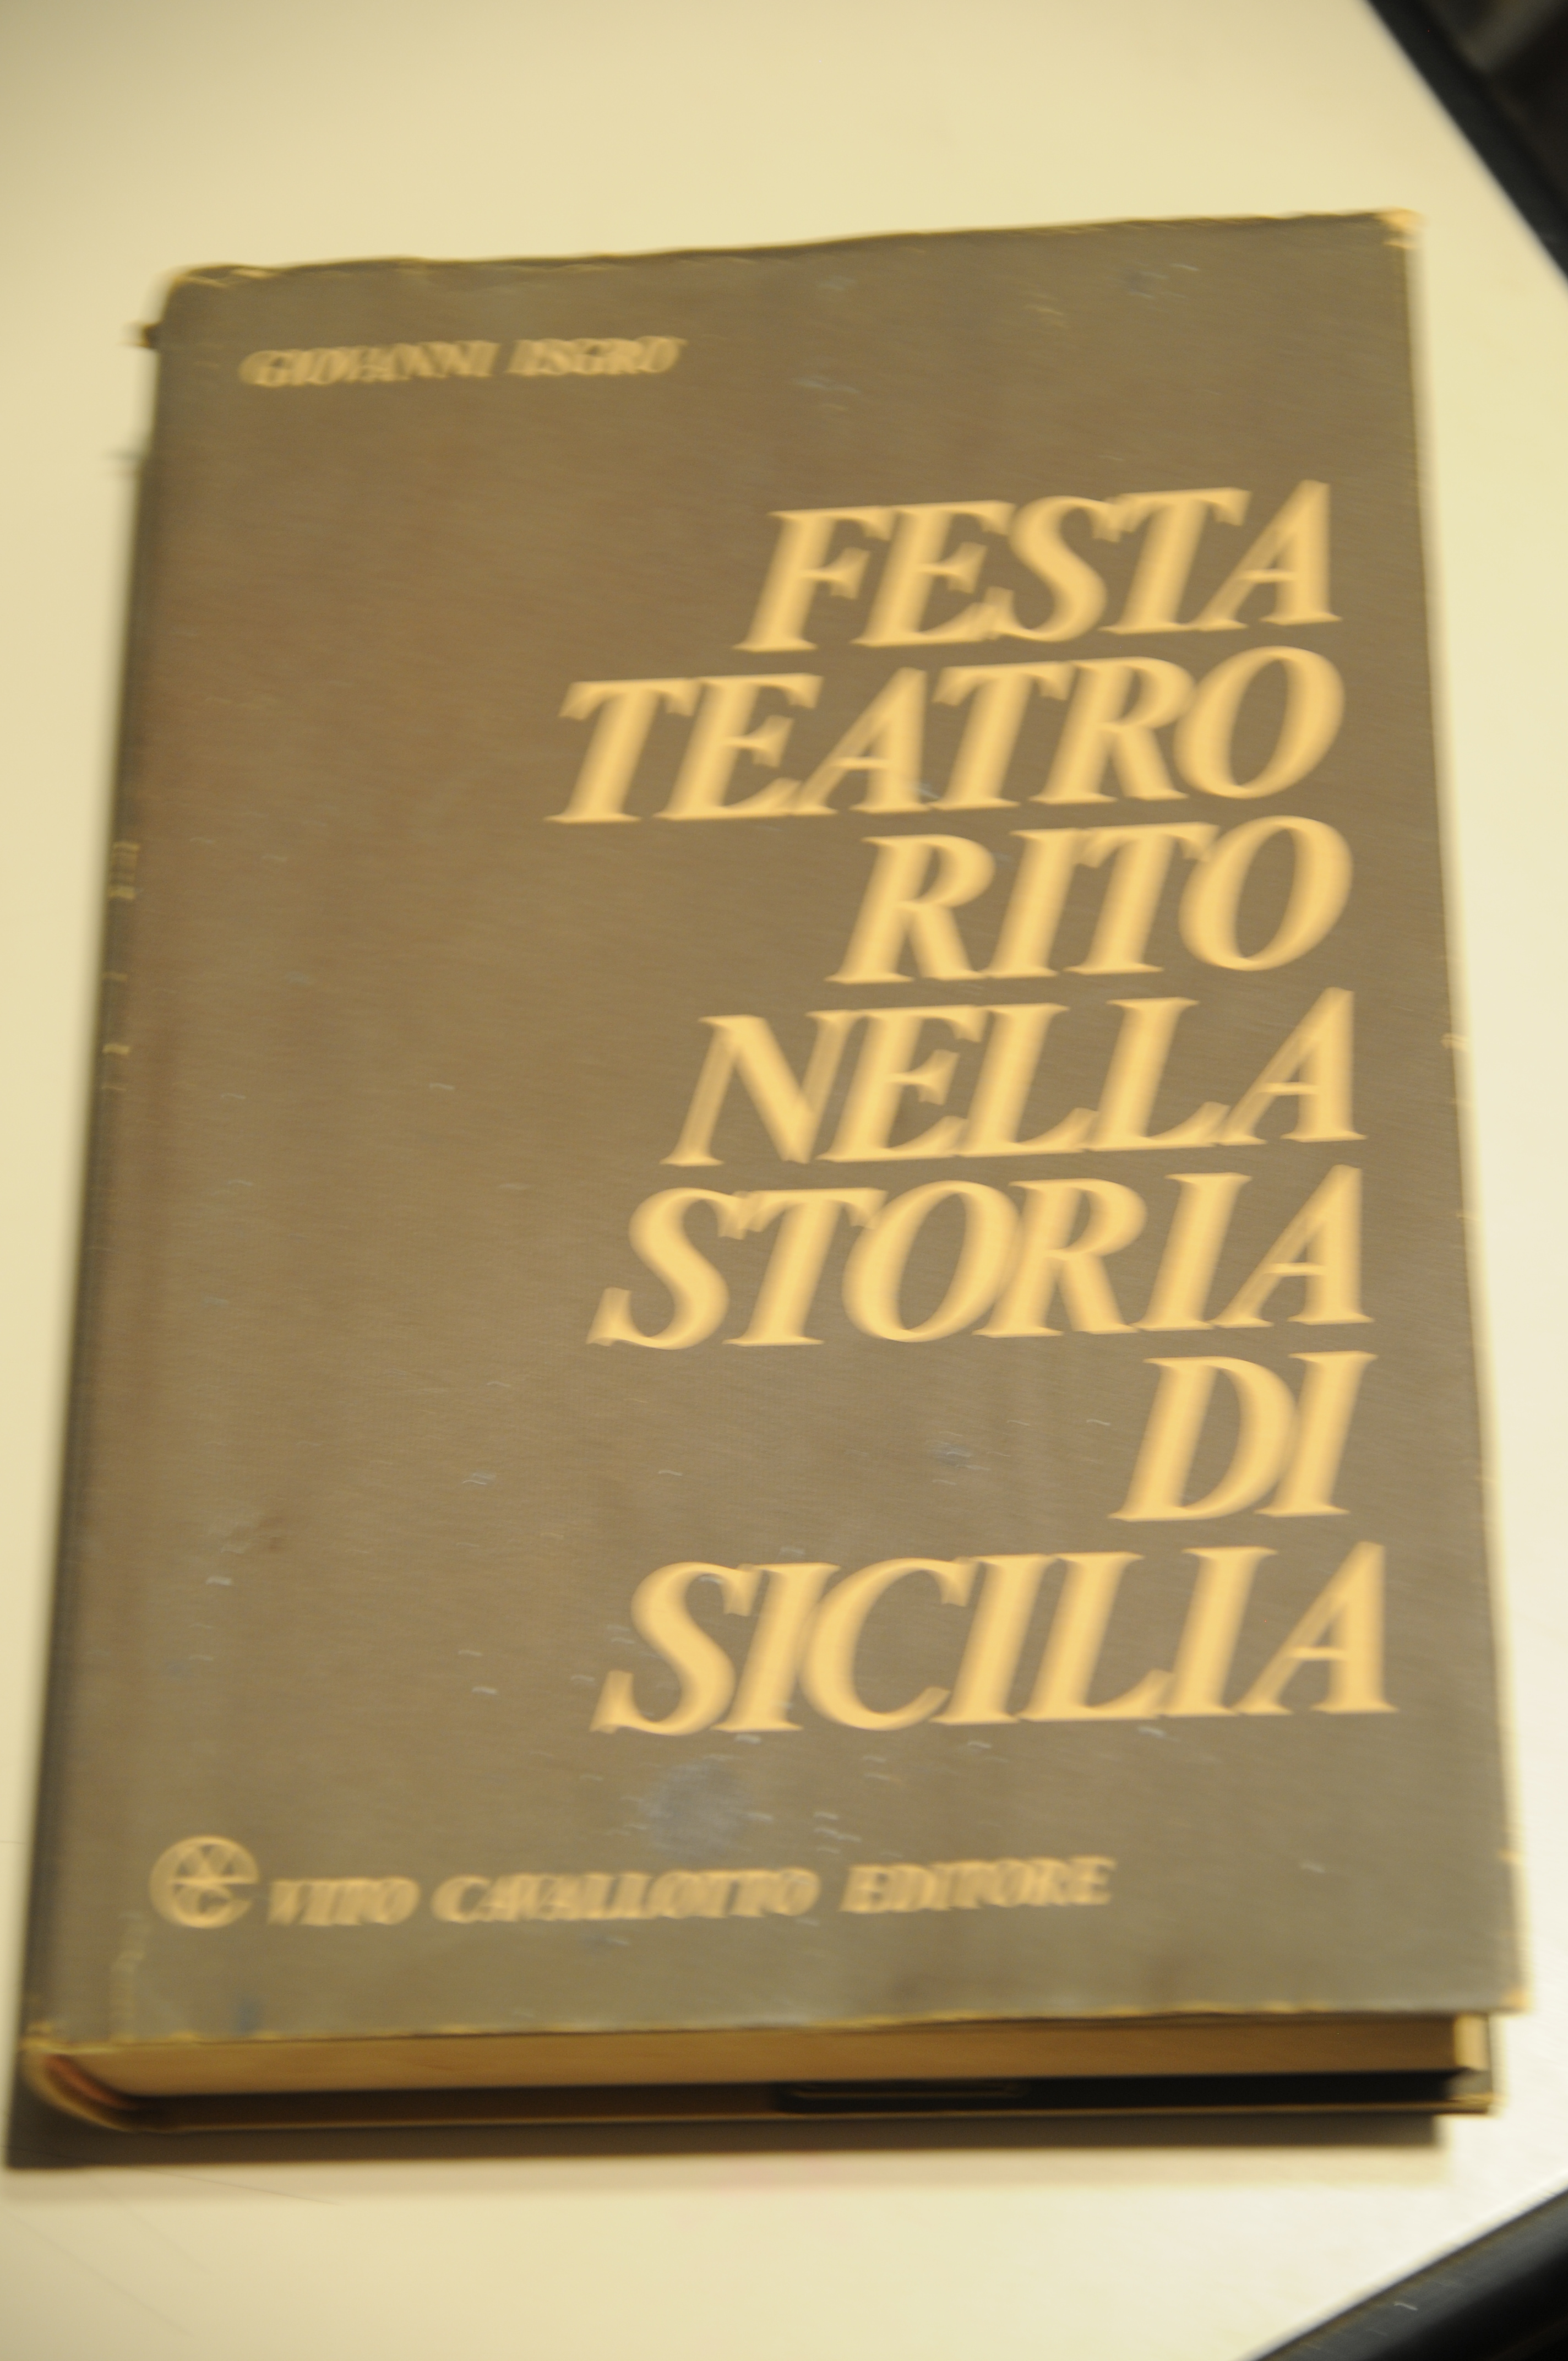 GIOVANNI ISGRÒ
FESTA
TEATRO
RITO
NELLA
STORIA
DI
SICILIA
VITO CAVALLOTTO EDITORE